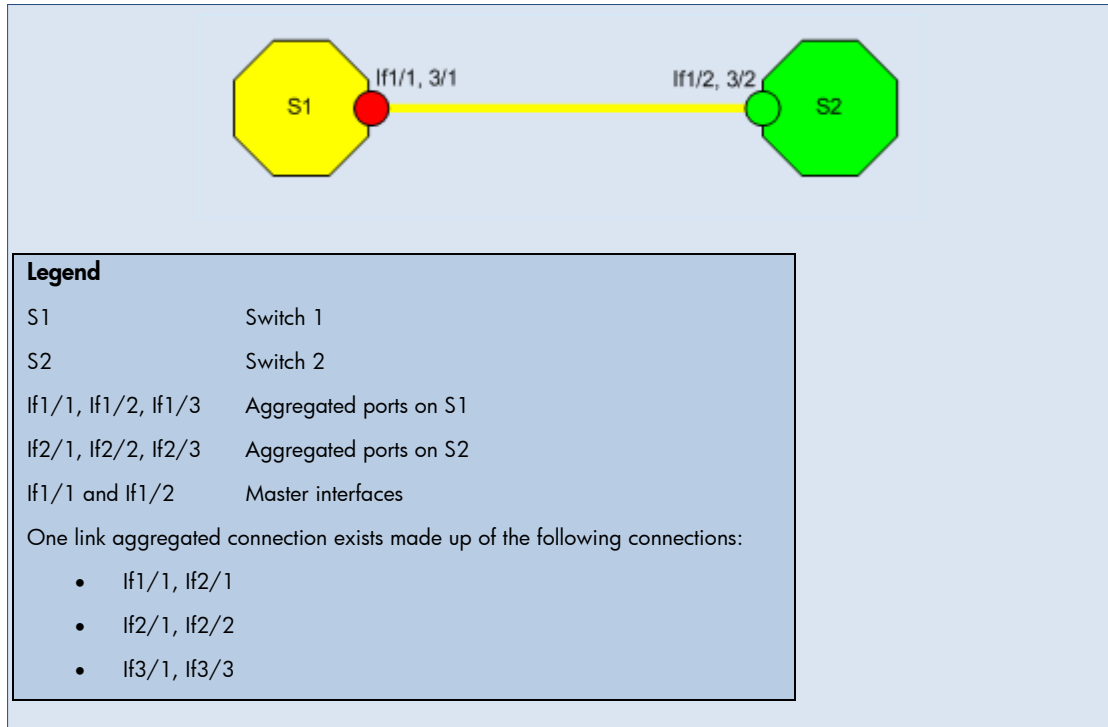 If1/1, 3/1
If1/2, 3/2
S1
S2
Legend
S1 Switch 1
S2 Switch 2
If1/1, If1/2, If1/3 Aggregated ports on S1
If2/1, If2/2, If2/3 Aggregated ports on S2
If1/1 and If1/2 Master interfaces
One link aggregated connection exists made up of the following connections:
• If1/1, If2/1
• If2/1, If2/2
• If3/1, If3/3